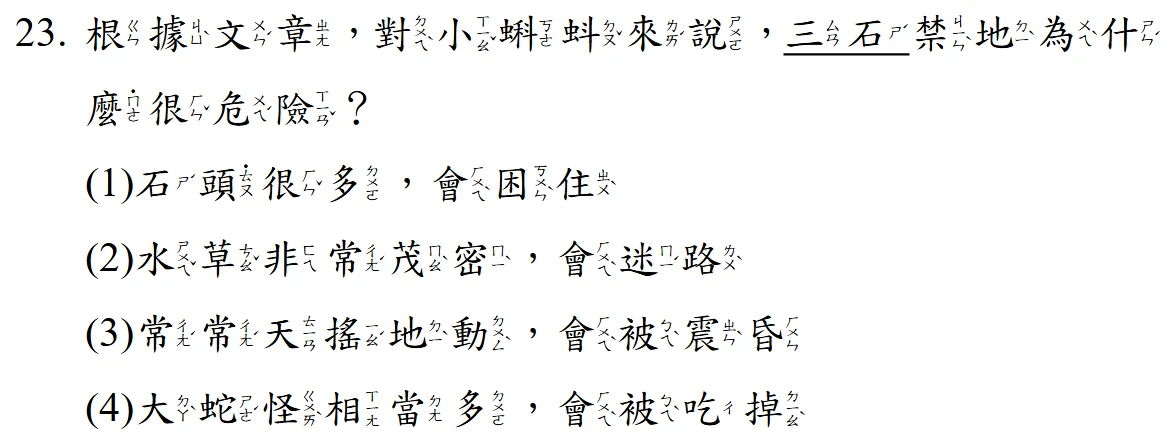 23. 根據文章，對小蝌蚪來說，三石禁地為什
麼很危險？
(1)石頭很多，會困住
(2)水草非常茂密，會迷路
(3)常常天搖地動，會被震昏
(4)大蛇怪相當多，會被吃掉